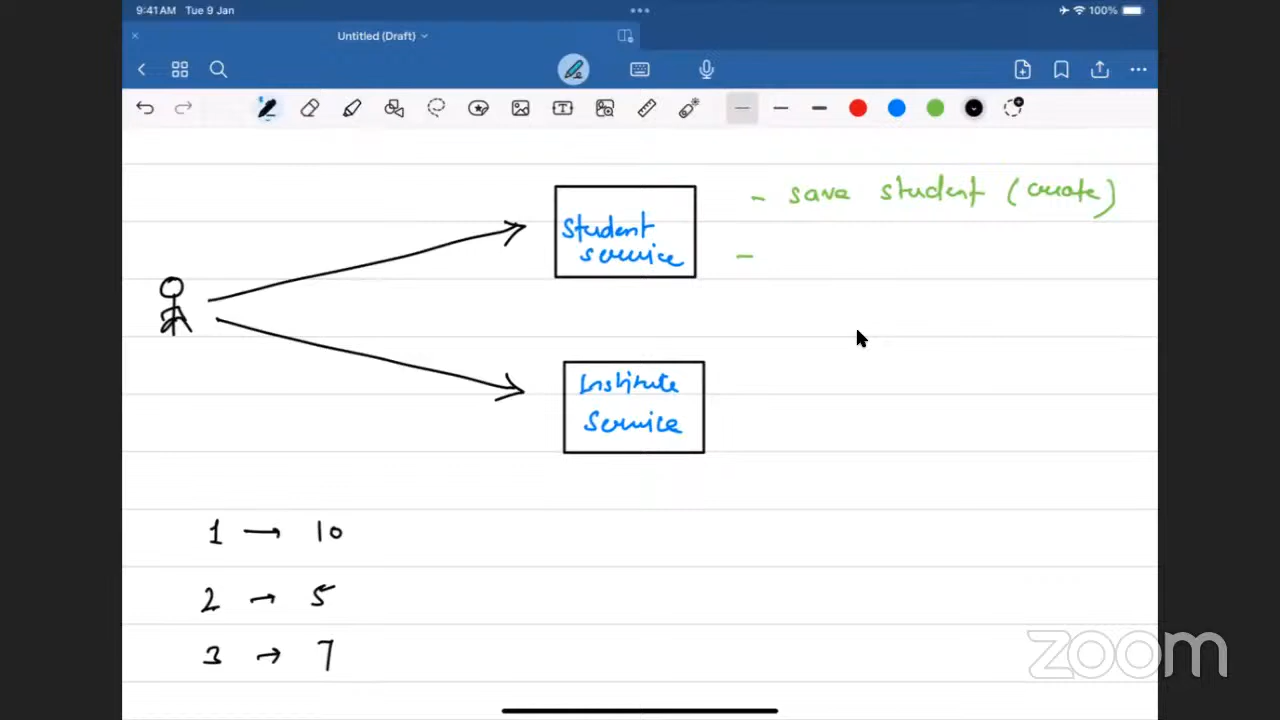 9:41 AM Tue 9 Jan
100%
Untitled (Draft)
- save student (create)
Student
service
-
Institute
Service
1 → 10
2 → 5
3 → 7
zoom